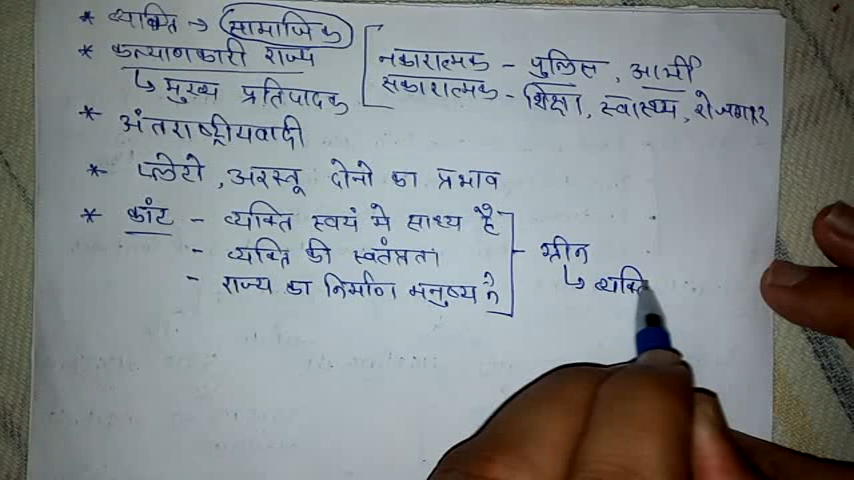 * व्यक्ति → सामाजिक
* कल्याणकारी राज्य
↳ मुख्य प्रतिपादक
नकारात्मक - पुलिस, आर्मी
सकारात्मक - शिक्षा, स्वास्थ्य, रोजगार
* अंतराष्ट्रीयवादी
* प्लेटो, अरस्तू दोनो का प्रभाव
* कांट - व्यक्ति स्वयं मे साध्य है
- व्यक्ति की स्वतंत्रता
- राज्य का निर्माण मनुष्य ने
- ग्रीन
↳ व्यक्ति